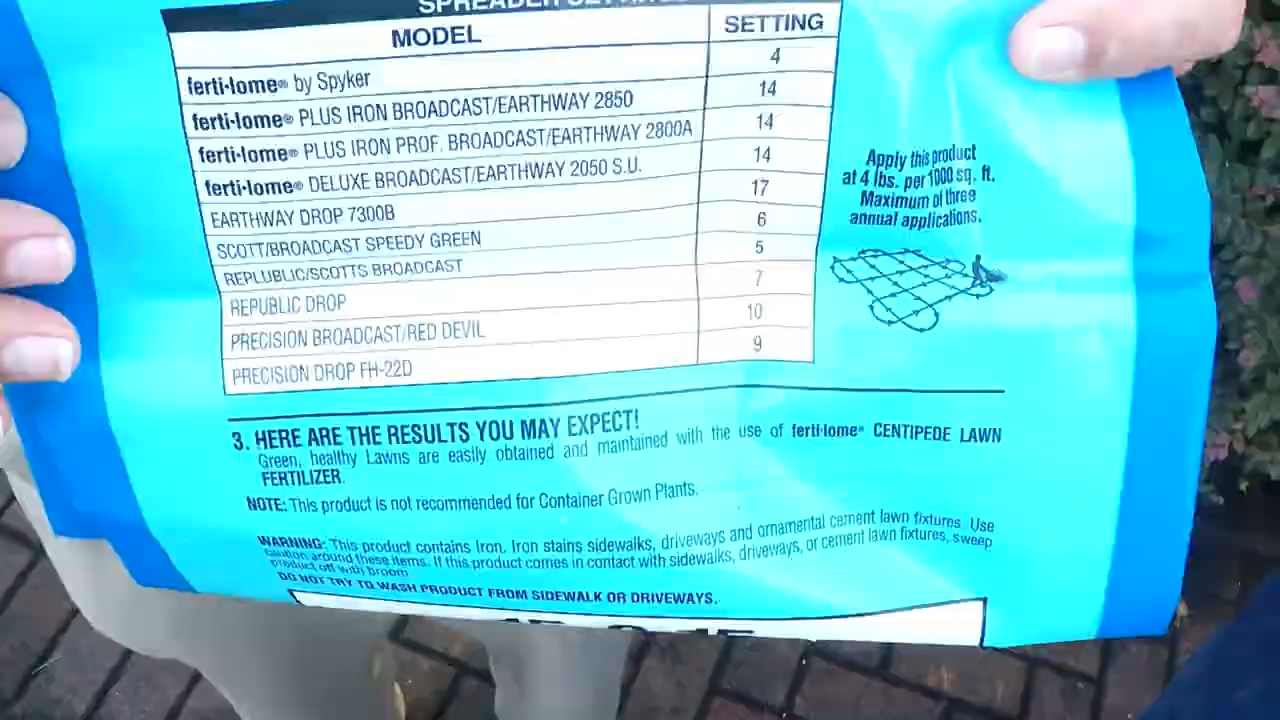 SPREADER
MODEL SETTING
ferti·lome® by Spyker 4
ferti·lome® PLUS IRON BROADCAST/EARTHWAY 2850 14
ferti·lome® PLUS IRON PROF. BROADCAST/EARTHWAY 2800A 14
ferti·lome® DELUXE BROADCAST/EARTHWAY 2050 S.U. 14
EARTHWAY DROP 7300B 17
SCOTT/BROADCAST SPEEDY GREEN 6
REPLUBLIC/SCOTTS BROADCAST 5
REPUBLIC DROP 7
PRECISION BROADCAST/RED DEVIL 10
PRECISION DROP FH-22D 9
Apply this product
at 4 lbs. per 1000 sq. ft.
Maximum of three
annual applications.
3. HERE ARE THE RESULTS YOU MAY EXPECT!
Green, healthy Lawns are easily obtained and maintained with the use of ferti·lome® CENTIPEDE LAWN
FERTILIZER.
NOTE: This product is not recommended for Container Grown Plants.
WARNING: This product contains Iron. Iron stains sidewalks, driveways and ornamental cement lawn fixtures. Use
caution around these items. If this product comes in contact with sidewalks, driveways, or cement lawn fixtures, sweep
product off with broom
DO NOT TRY TO WASH PRODUCT FROM SIDEWALK OR DRIVEWAYS.